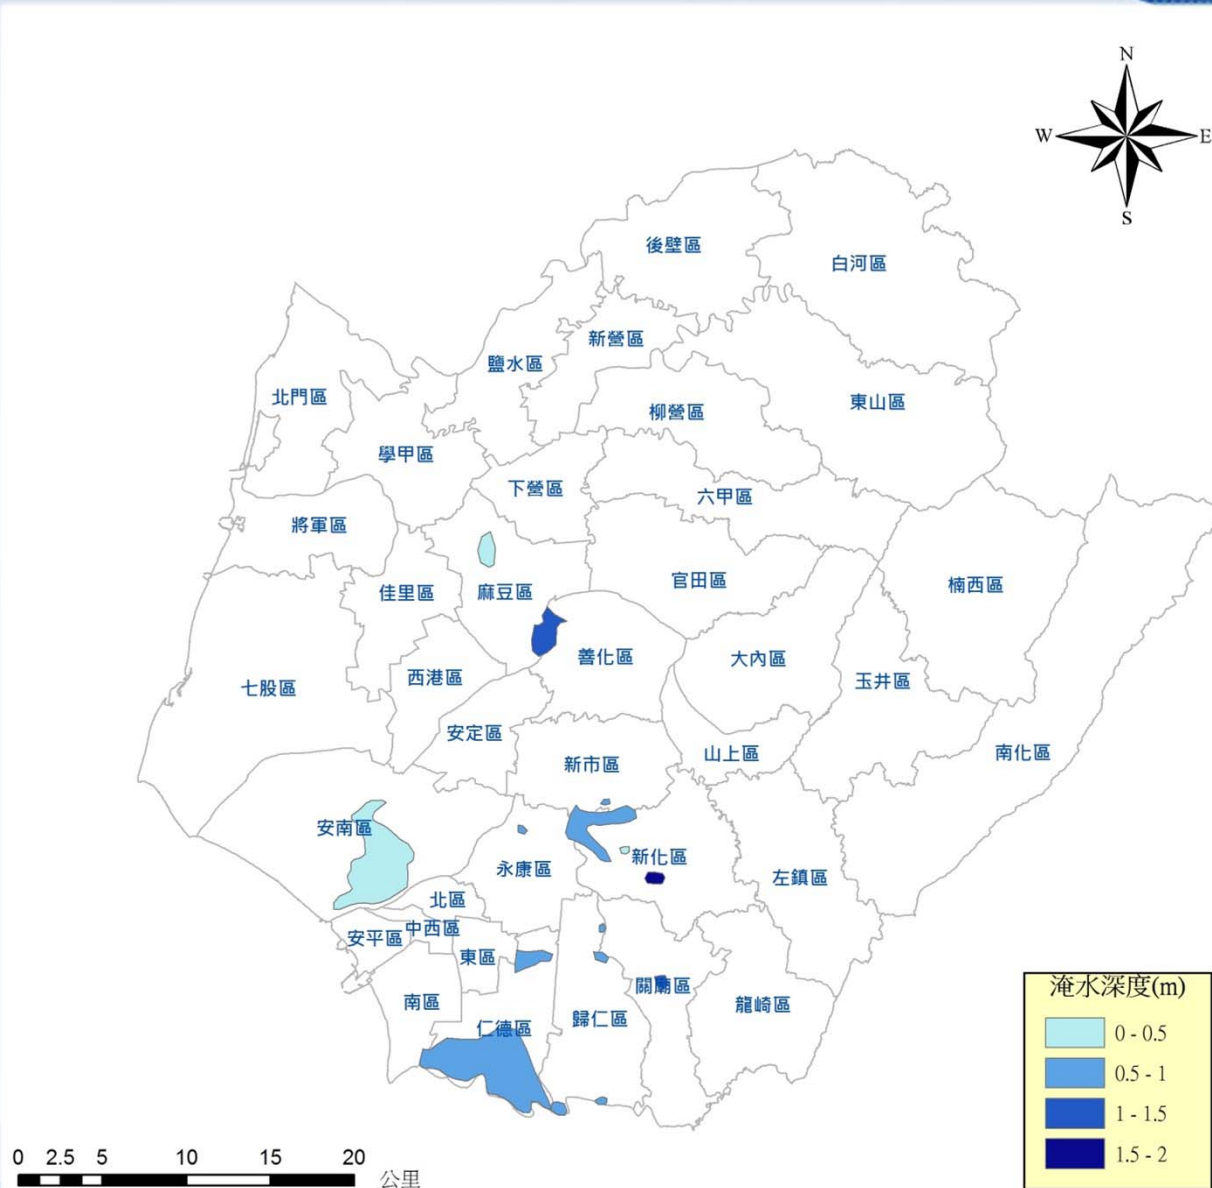 N
W
E
S
後壁區
白河區
新營區
鹽水區
北門區
柳營區
東山區
學甲區
下營區
六甲區
將軍區
官田區
楠西區
佳里區
麻豆區
善化區
大內區
西港區
玉井區
七股區
安定區
新市區
山上區
南化區
安南區
永康區
新化區
左鎮區
北區
中西區
安平區
東區
關廟區
南區
龍崎區
歸仁區
仁德區
淹水深度(m)
0 - 0.5
0.5 - 1
1 - 1.5
1.5 - 2
0 2.5 5 10 15 20
公里